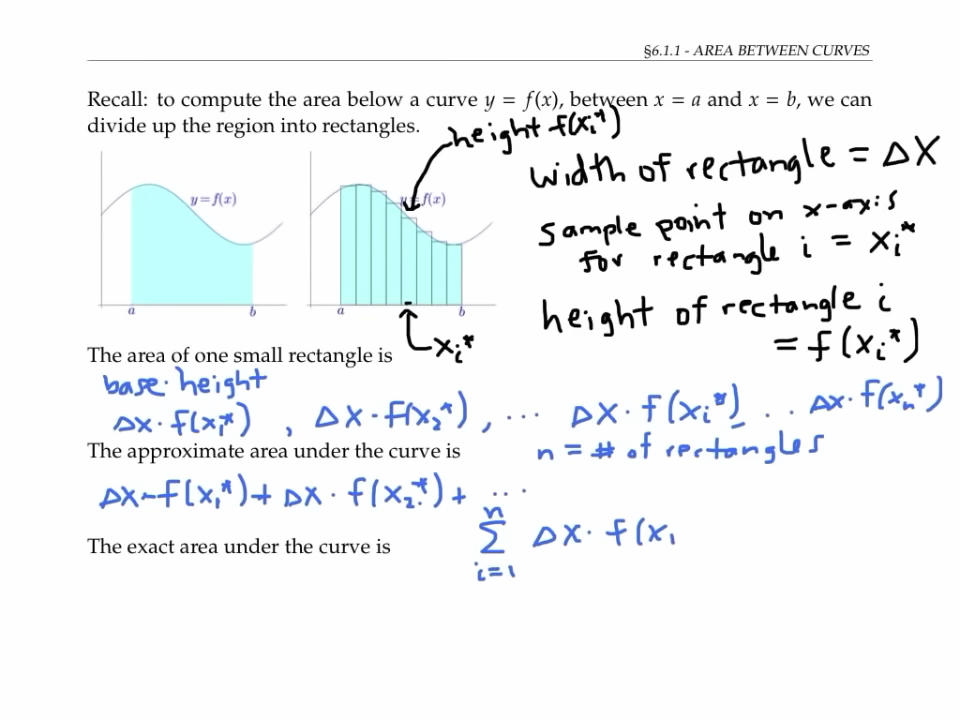 §6.1.1 - AREA BETWEEN CURVES
Recall: to compute the area below a curve y = f(x), between x = a and x = b, we can
divide up the region into rectangles.
height f(xᵢ*)
width of rectangle = Δx
y = f(x)
y = f(x)
sample point on x-axis
for rectangle i = xᵢ*
a b
a b
height of rectangle i
= f(xᵢ*)
xᵢ*
The area of one small rectangle is
base · height
Δx · f(x₁*) , Δx · f(x₂*), ... Δx · f(xᵢ*) .. Δx · f(xₙ*)
The approximate area under the curve is
n = # of rectangles
Δx · f(x₁*) + Δx · f(x₂*) + ...
The exact area under the curve is
n
Σ Δx · f(x₁
i=1